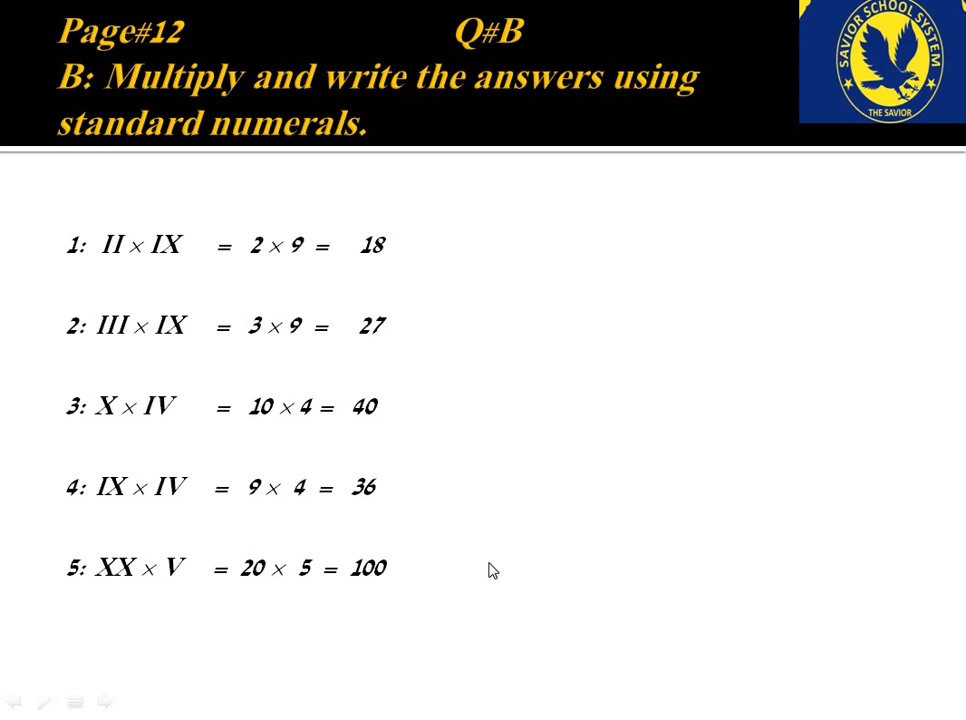 Page#12 Q#B
B: Multiply and write the answers using
standard numerals.
SAVIOR SCHOOL SYSTEM
THE SAVIOR
1: II × IX = 2 × 9 = 18
2: III × IX = 3 × 9 = 27
3: X × IV = 10 × 4 = 40
4: IX × IV = 9 × 4 = 36
5: XX × V = 20 × 5 = 100